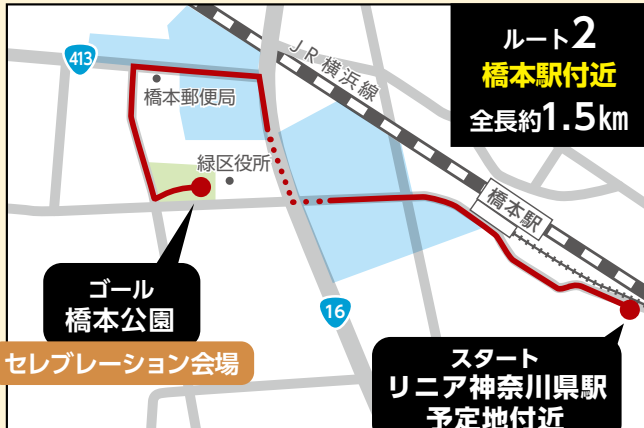 ルート2
橋本駅付近
全長約1.5km
413
JR横浜線
橋本郵便局
緑区役所
橋本駅
ゴール
橋本公園
セレブレーション会場
16
スタート
リニア神奈川県駅
予定地付近